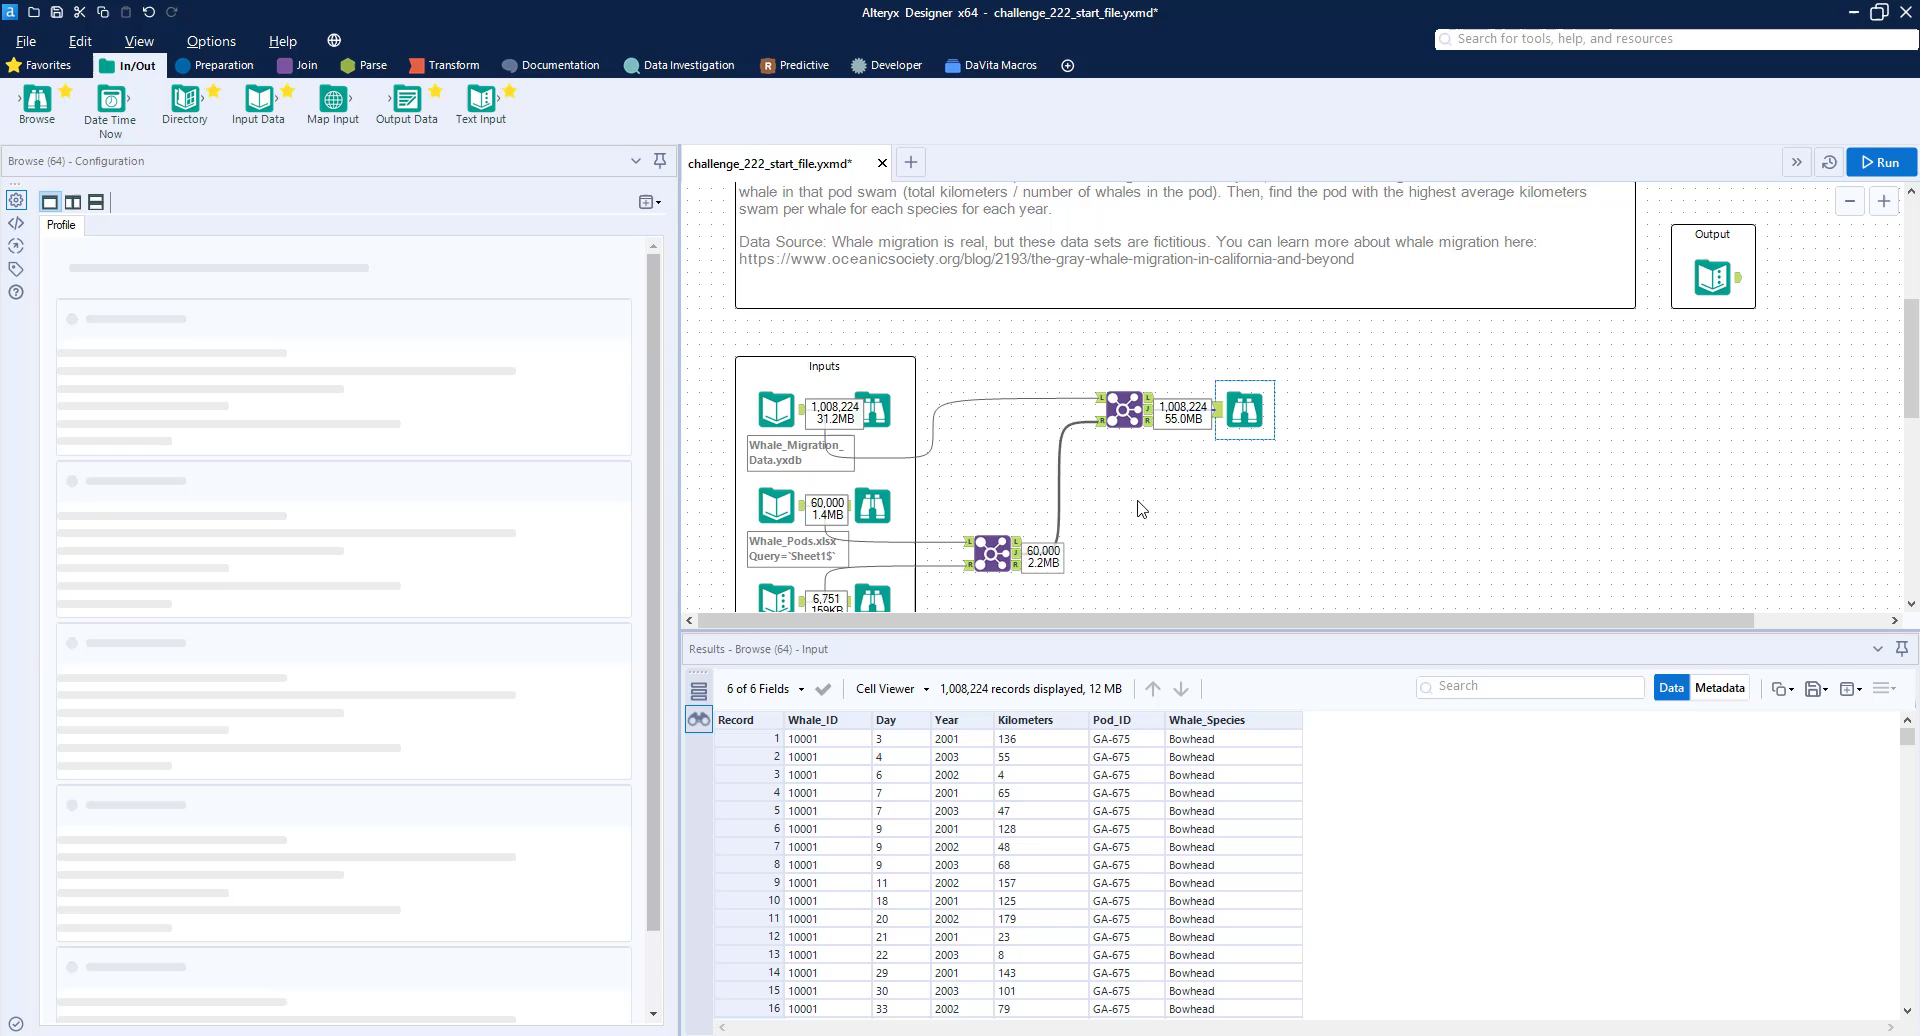 Alteryx Designer x64 - challenge_222_start_file.yxmd*
File Edit View Options Help
Search for tools, help, and resources
Favorites In/Out Preparation Join Parse Transform Documentation Data Investigation Predictive Developer DaVita Macros
Browse Date Time Now Directory Input Data Map Input Output Data Text Input
Browse (64) - Configuration
Profile
challenge_222_start_file.yxmd*
Run
whale in that pod swam (total kilometers / number of whales in the pod). Then, find the pod with the highest average kilometers
swam per whale for each species for each year.
Data Source: Whale migration is real, but these data sets are fictitious. You can learn more about whale migration here:
https://www.oceanicsociety.org/blog/2193/the-gray-whale-migration-in-california-and-beyond
Output
Inputs
1,008,224
31.2MB
Whale_Migration_
Data.yxdb
1,008,224
55.0MB
60,000
1.4MB
Whale_Pods.xlsx
Query=`Sheet1$`
60,000
2.2MB
6,751
159KB
Results - Browse (64) - Input
6 of 6 Fields Cell Viewer 1,008,224 records displayed, 12 MB Search Data Metadata
Record Whale_ID Day Year Kilometers Pod_ID Whale_Species
1 10001 3 2001 136 GA-675 Bowhead
2 10001 4 2003 55 GA-675 Bowhead
3 10001 6 2002 4 GA-675 Bowhead
4 10001 7 2001 65 GA-675 Bowhead
5 10001 7 2003 47 GA-675 Bowhead
6 10001 9 2001 128 GA-675 Bowhead
7 10001 9 2002 48 GA-675 Bowhead
8 10001 9 2003 68 GA-675 Bowhead
9 10001 11 2002 157 GA-675 Bowhead
10 10001 18 2001 125 GA-675 Bowhead
11 10001 20 2002 179 GA-675 Bowhead
12 10001 21 2001 23 GA-675 Bowhead
13 10001 22 2003 8 GA-675 Bowhead
14 10001 29 2001 143 GA-675 Bowhead
15 10001 30 2003 101 GA-675 Bowhead
16 10001 33 2002 79 GA-675 Bowhead